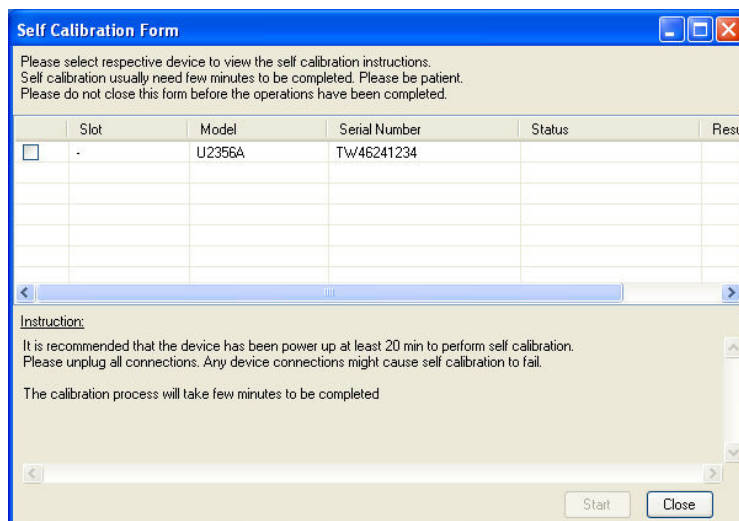 Self Calibration Form
Please select respective device to view the self calibration instructions.
Self calibration usually need few minutes to be completed. Please be patient.
Please do not close this form before the operations have been completed.
Slot Model Serial Number Status Resu
- U2356A TW46241234
Instruction:
It is recommended that the device has been power up at least 20 min to perform self calibration.
Please unplug all connections. Any device connections might cause self calibration to fail.
The calibration process will take few minutes to be completed
Start Close